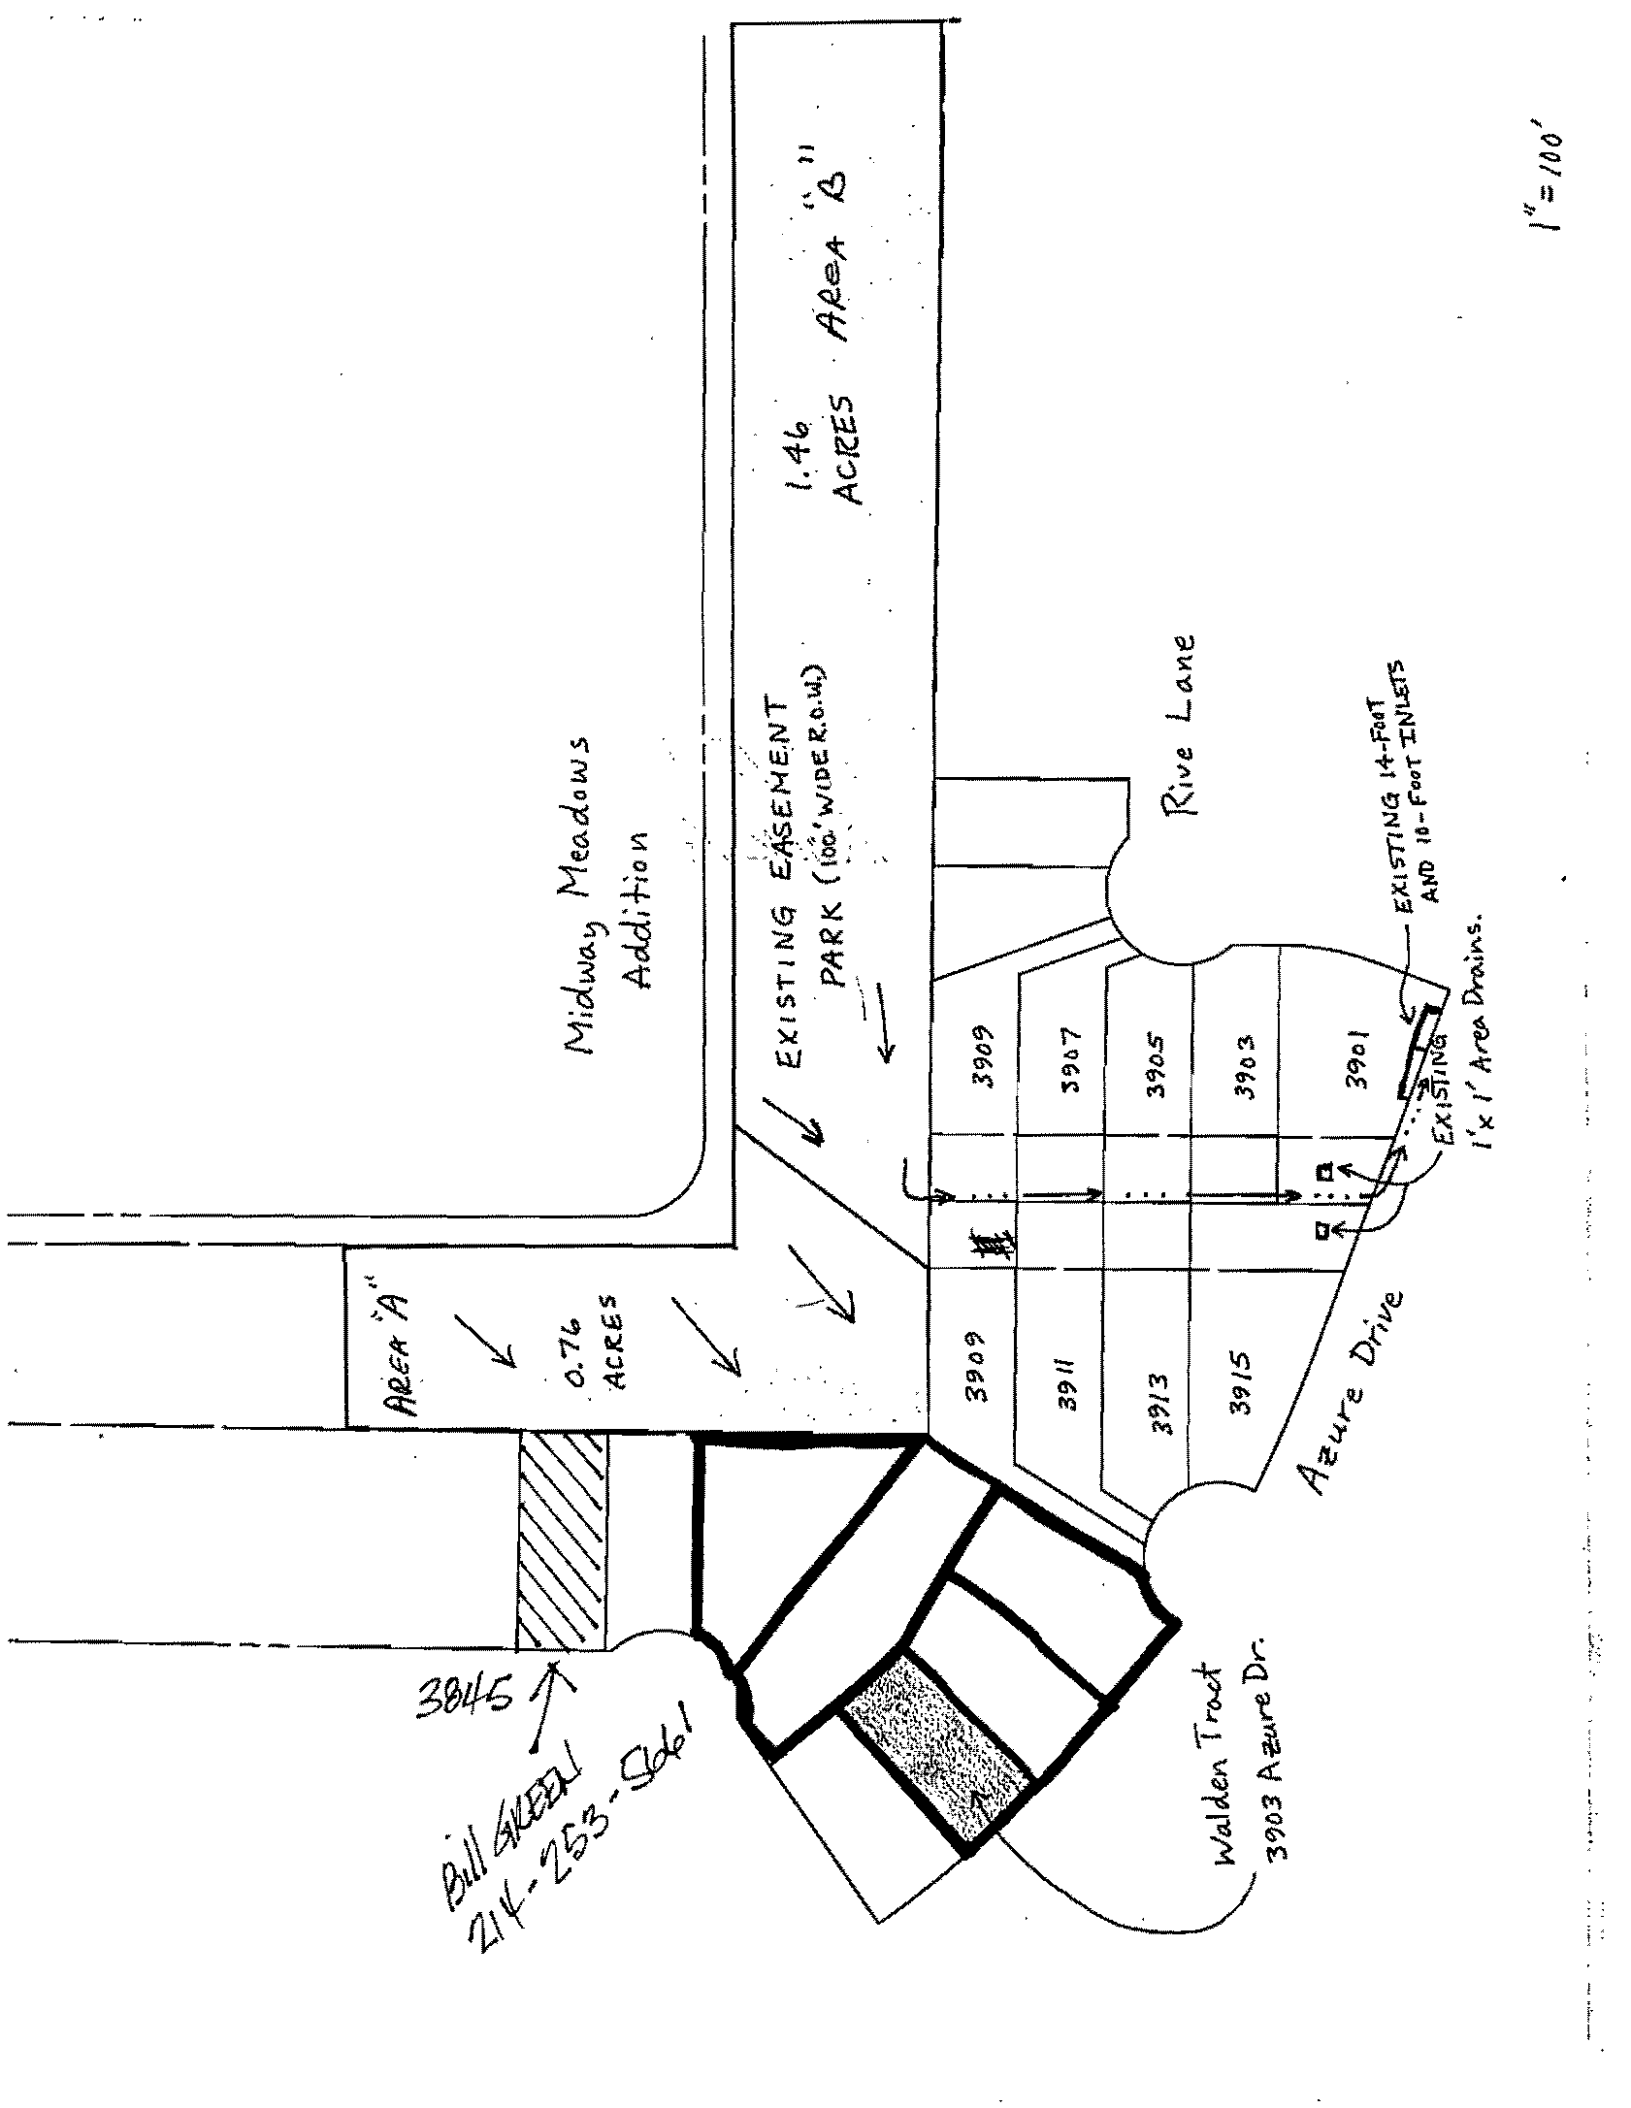 Midway Meadows
Addition
1.46
ACRES AREA "B"
EXISTING EASEMENT
PARK (100' WIDE R.O.W.)
AREA "A"
0.76
ACRES
3845
Bill GREEN
214-253-5661
3909
3907
3905
3903
3901
3909
3911
3913
3915
Rive Lane
EXISTING 14-FOOT
AND 10-FOOT INLETS
EXISTING
1'x1' Area Drains.
Azure Drive
Walden Tract
3903 Azure Dr.
1"=100'